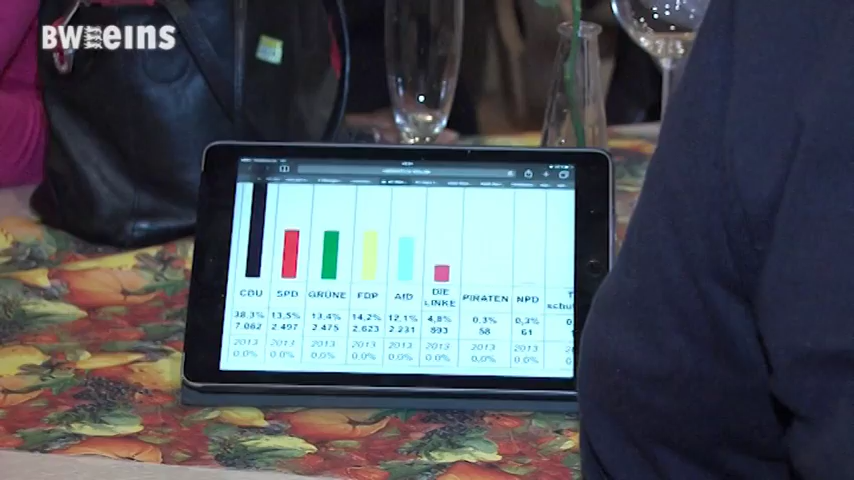 BW eins
CDU SPD GRÜNE FDP AfD DIE LINKE PIRATEN NPD
38,3% 13,5% 13,4% 14,2% 12,1% 4,8% 0,3% 0,3%
7.082 2.497 2.475 2.623 2.231 893 58 61
2013 2013 2013 2013 2013 2013 2013 2013
0.0% 0.0% 0.0% 0.0% 0.0% 0.0% 0.0% 0.0%